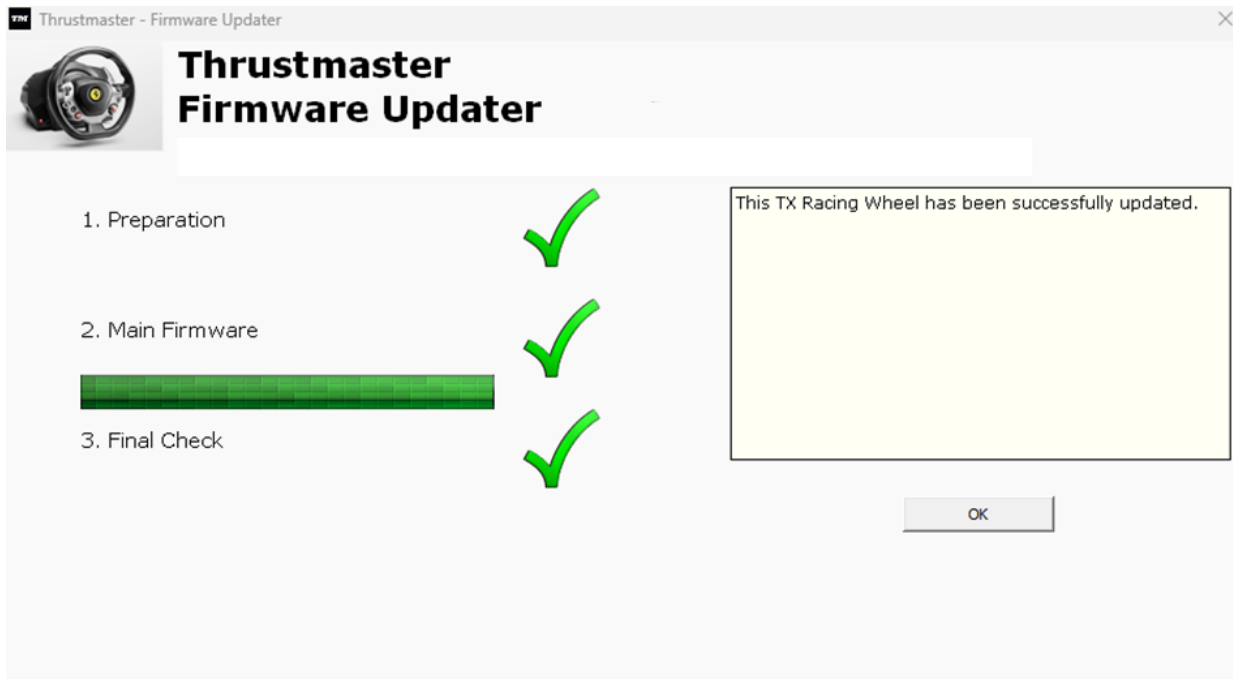 TM Thrustmaster - Firmware Updater
Thrustmaster
Firmware Updater
1. Preparation
2. Main Firmware
3. Final Check
This TX Racing Wheel has been successfully updated.
OK